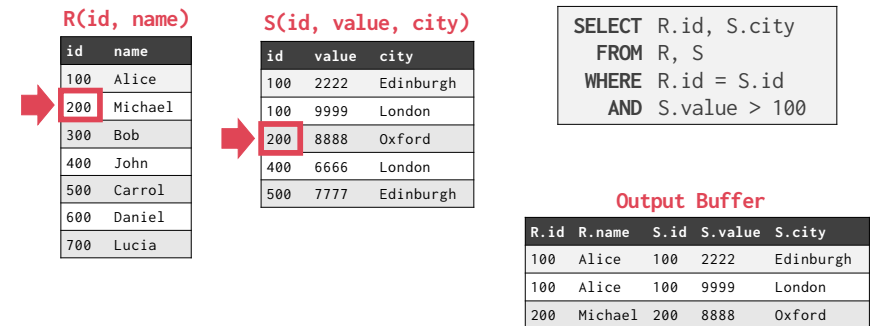 R(id, name)
id name
100 Alice
200 Michael
300 Bob
400 John
500 Carrol
600 Daniel
700 Lucia
S(id, value, city)
id value city
100 2222 Edinburgh
100 9999 London
200 8888 Oxford
400 6666 London
500 7777 Edinburgh
SELECT R.id, S.city
FROM R, S
WHERE R.id = S.id
AND S.value > 100
Output Buffer
R.id R.name S.id S.value S.city
100 Alice 100 2222 Edinburgh
100 Alice 100 9999 London
200 Michael 200 8888 Oxford